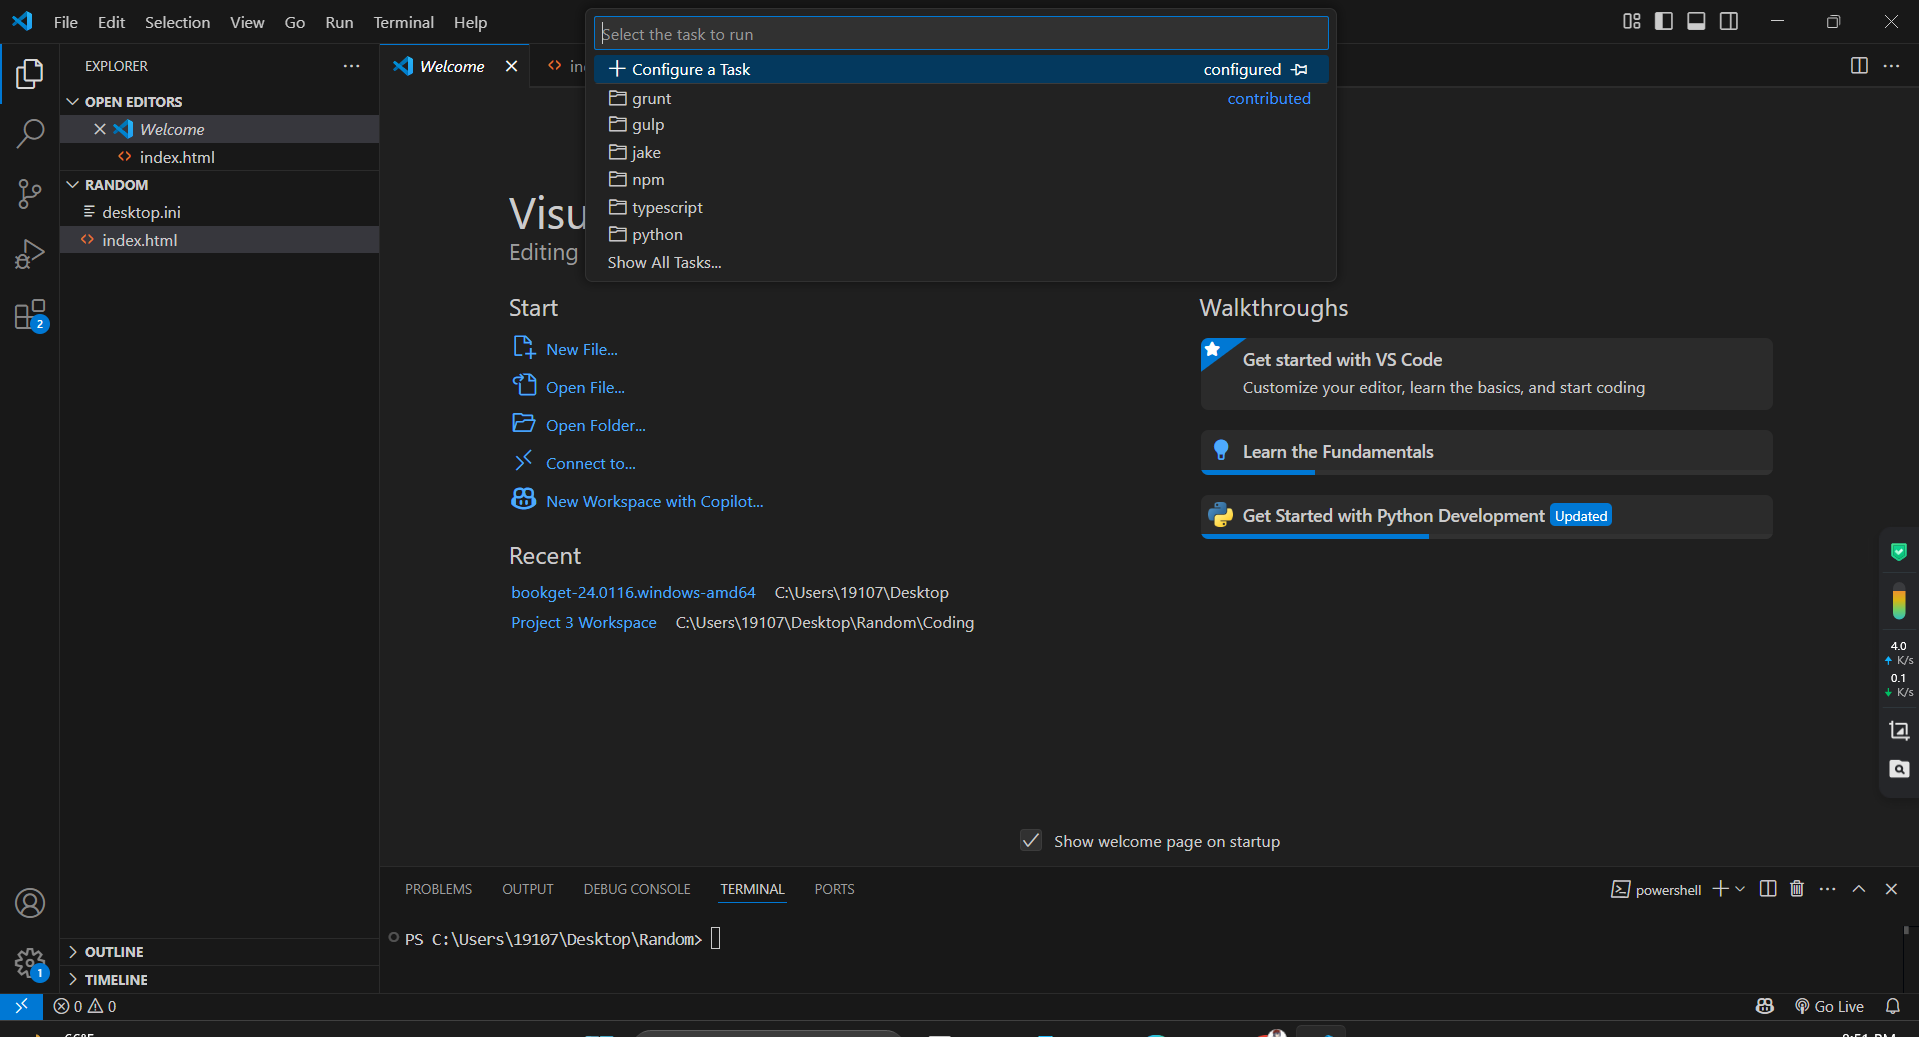 File Edit Selection View Go Run Terminal Help
Select the task to run
Configure a Task configured
grunt contributed
gulp
jake
npm
typescript
python
Show All Tasks...
EXPLORER
OPEN EDITORS
Welcome
index.html
RANDOM
desktop.ini
index.html
OUTLINE
TIMELINE
2
1
Welcome
in
Visu
Editing
Start
New File...
Open File...
Open Folder...
Connect to...
New Workspace with Copilot...
Recent
bookget-24.0116.windows-amd64 C:\Users\19107\Desktop
Project 3 Workspace C:\Users\19107\Desktop\Random\Coding
Walkthroughs
Get started with VS Code
Customize your editor, learn the basics, and start coding
Learn the Fundamentals
Get Started with Python Development Updated
Show welcome page on startup
4.0
K/s
0.1
K/s
PROBLEMS OUTPUT DEBUG CONSOLE TERMINAL PORTS
powershell
PS C:\Users\19107\Desktop\Random>
0 0
Go Live